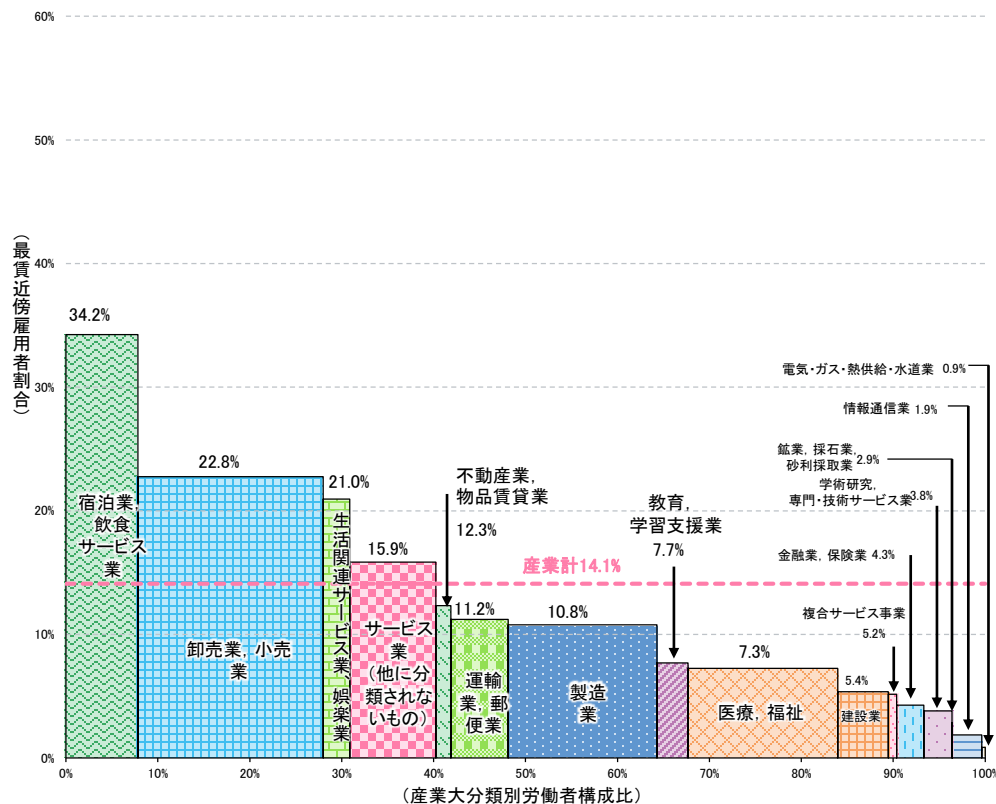 60%
50%
40%
30%
20%
10%
0%
(最賃近傍雇用者割合)
34.2%
宿泊業,
飲食
サービス
業
22.8%
卸売業, 小売
業
21.0%
生活関連サービス業、娯楽業
15.9%
サービス
業
(他に分
類されな
いもの)
不動産業,
物品賃貸業
12.3%
11.2%
運輸
業, 郵
便業
10.8%
製造
業
産業計14.1%
教育,
学習支援業
7.7%
7.3%
医療, 福祉
5.4%
建設業
複合サービス事業
5.2%
金融業, 保険業 4.3%
学術研究,
専門・技術サービス業3.8%
鉱業, 採石業,
砂利採取業 2.9%
情報通信業 1.9%
電気・ガス・熱供給・水道業 0.9%
0% 10% 20% 30% 40% 50% 60% 70% 80% 90% 100%
(産業大分類別労働者構成比)